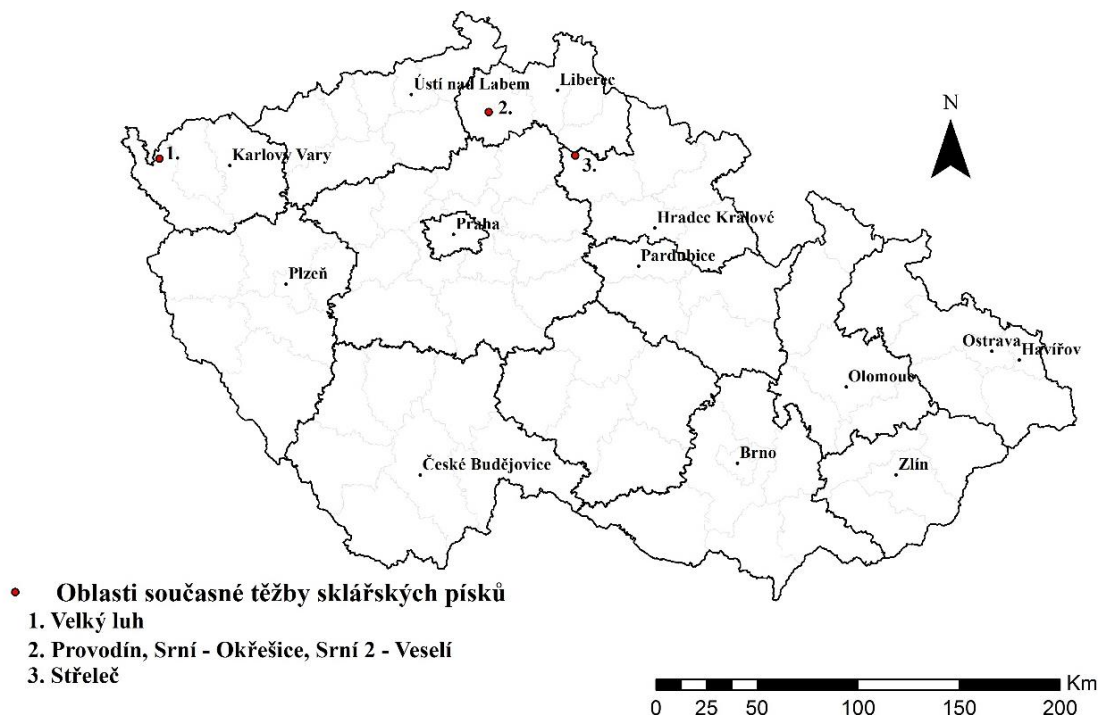 Ústí nad Labem
Liberec
2.
1.
Karlovy Vary
3.
N
Praha
Hradec Králové
Pardubice
Plzeň
Ostrava
Havířov
Olomouc
České Budějovice
Brno
Zlín
Oblasti současné těžby sklářských písků
1. Velký luh
2. Provodín, Srní - Okřešice, Srní 2 - Veselí
3. Střeleč
Km
0 25 50 100 150 200